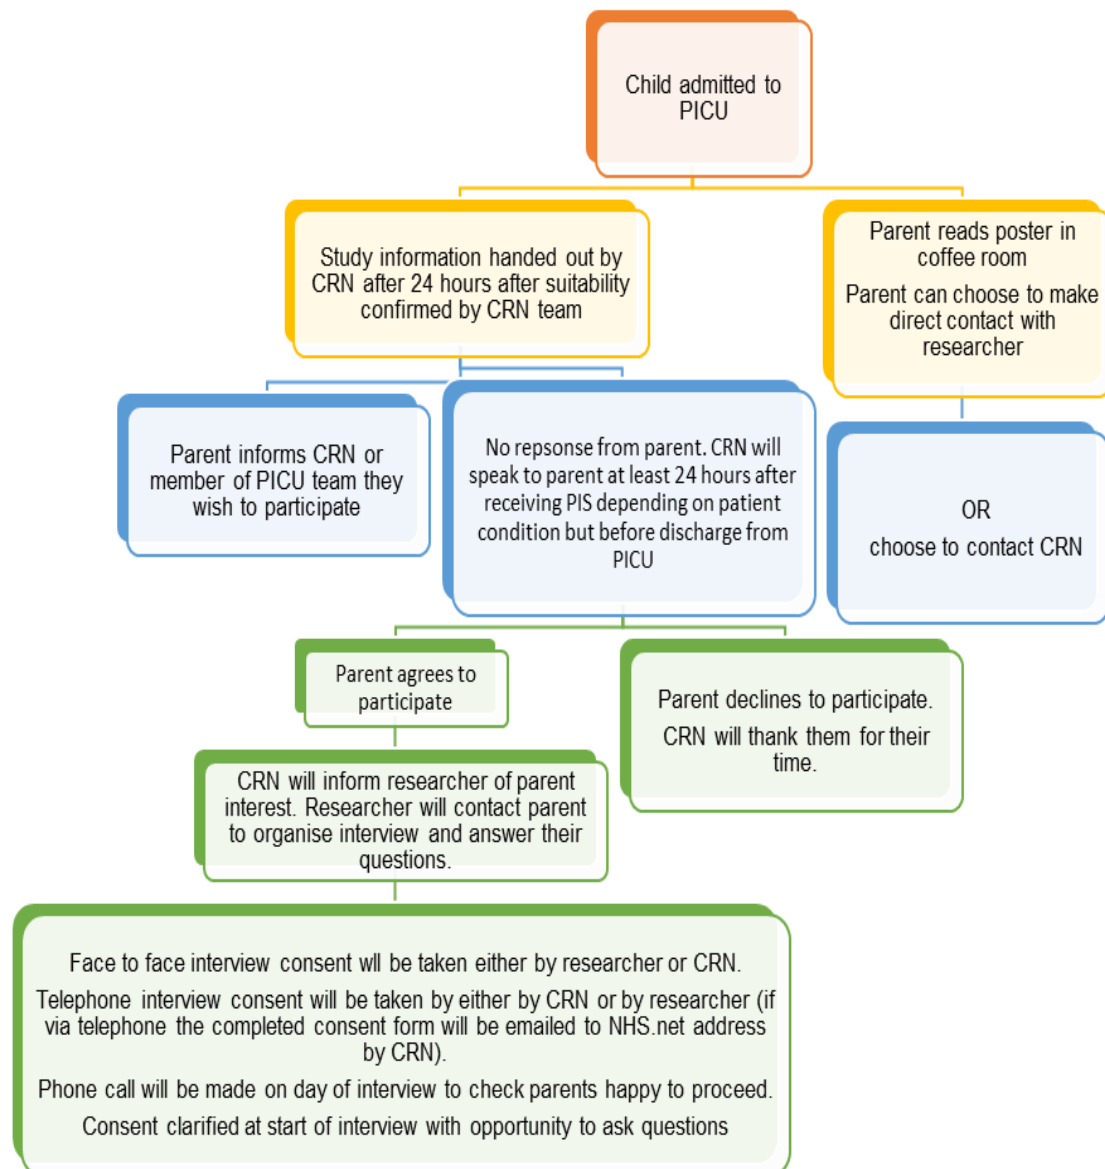 Child admitted to
PICU
Study information handed out by
CRN after 24 hours after suitability
confirmed by CRN team
Parent reads poster in
coffee room
Parent can choose to make
direct contact with
researcher
Parent informs CRN or
member of PICU team they
wish to participate
No repsonse from parent. CRN will
speak to parent at least 24 hours after
receiving PIS depending on patient
condition but before discharge from
PICU
OR
choose to contact CRN
Parent agrees to
participate
Parent declines to participate.
CRN will thank them for their
time.
CRN will inform researcher of parent
interest. Researcher will contact parent
to organise interview and answer their
questions.
Face to face interview consent wll be taken either by researcher or CRN.
Telephone interview consent will be taken by either by CRN or by researcher (if
via telephone the completed consent form will be emailed to NHS.net address
by CRN).
Phone call will be made on day of interview to check parents happy to proceed.
Consent clarified at start of interview with opportunity to ask questions